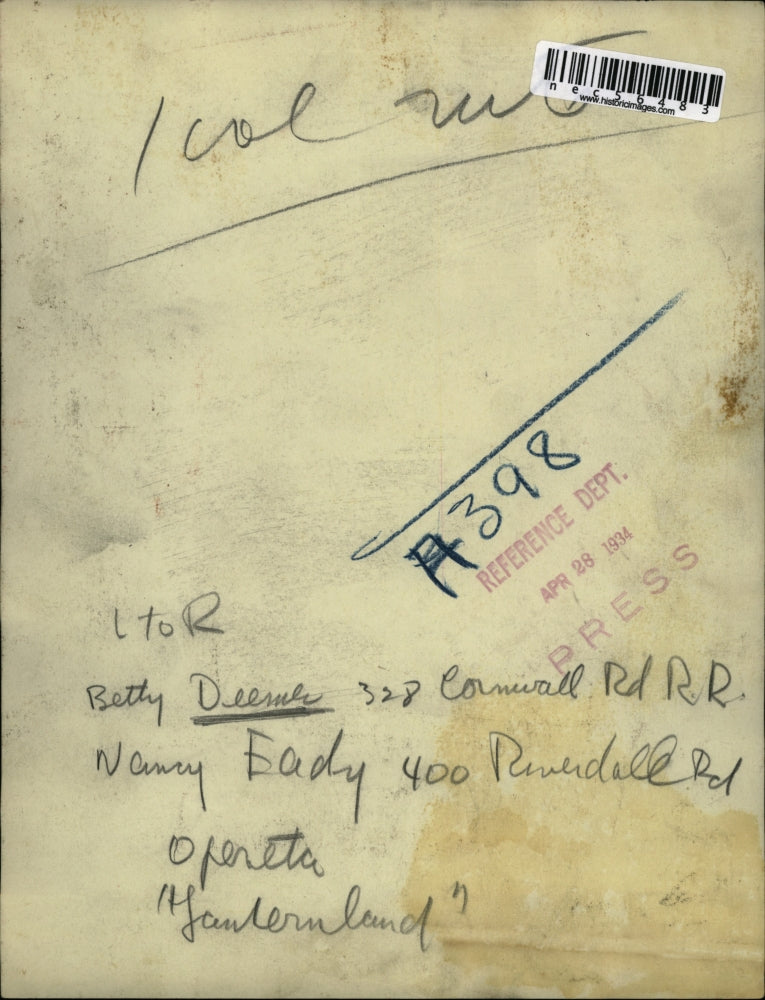 1 col
nec56483
www.historicimages.com
A398
REFERENCE DEPT.
APR 28 1934
PRESS
L to R
Betty Deemer 328 Cornwall Rd R.R.
Nancy Eady 400 Riverdale Rd
Opereta
"Lanternland"